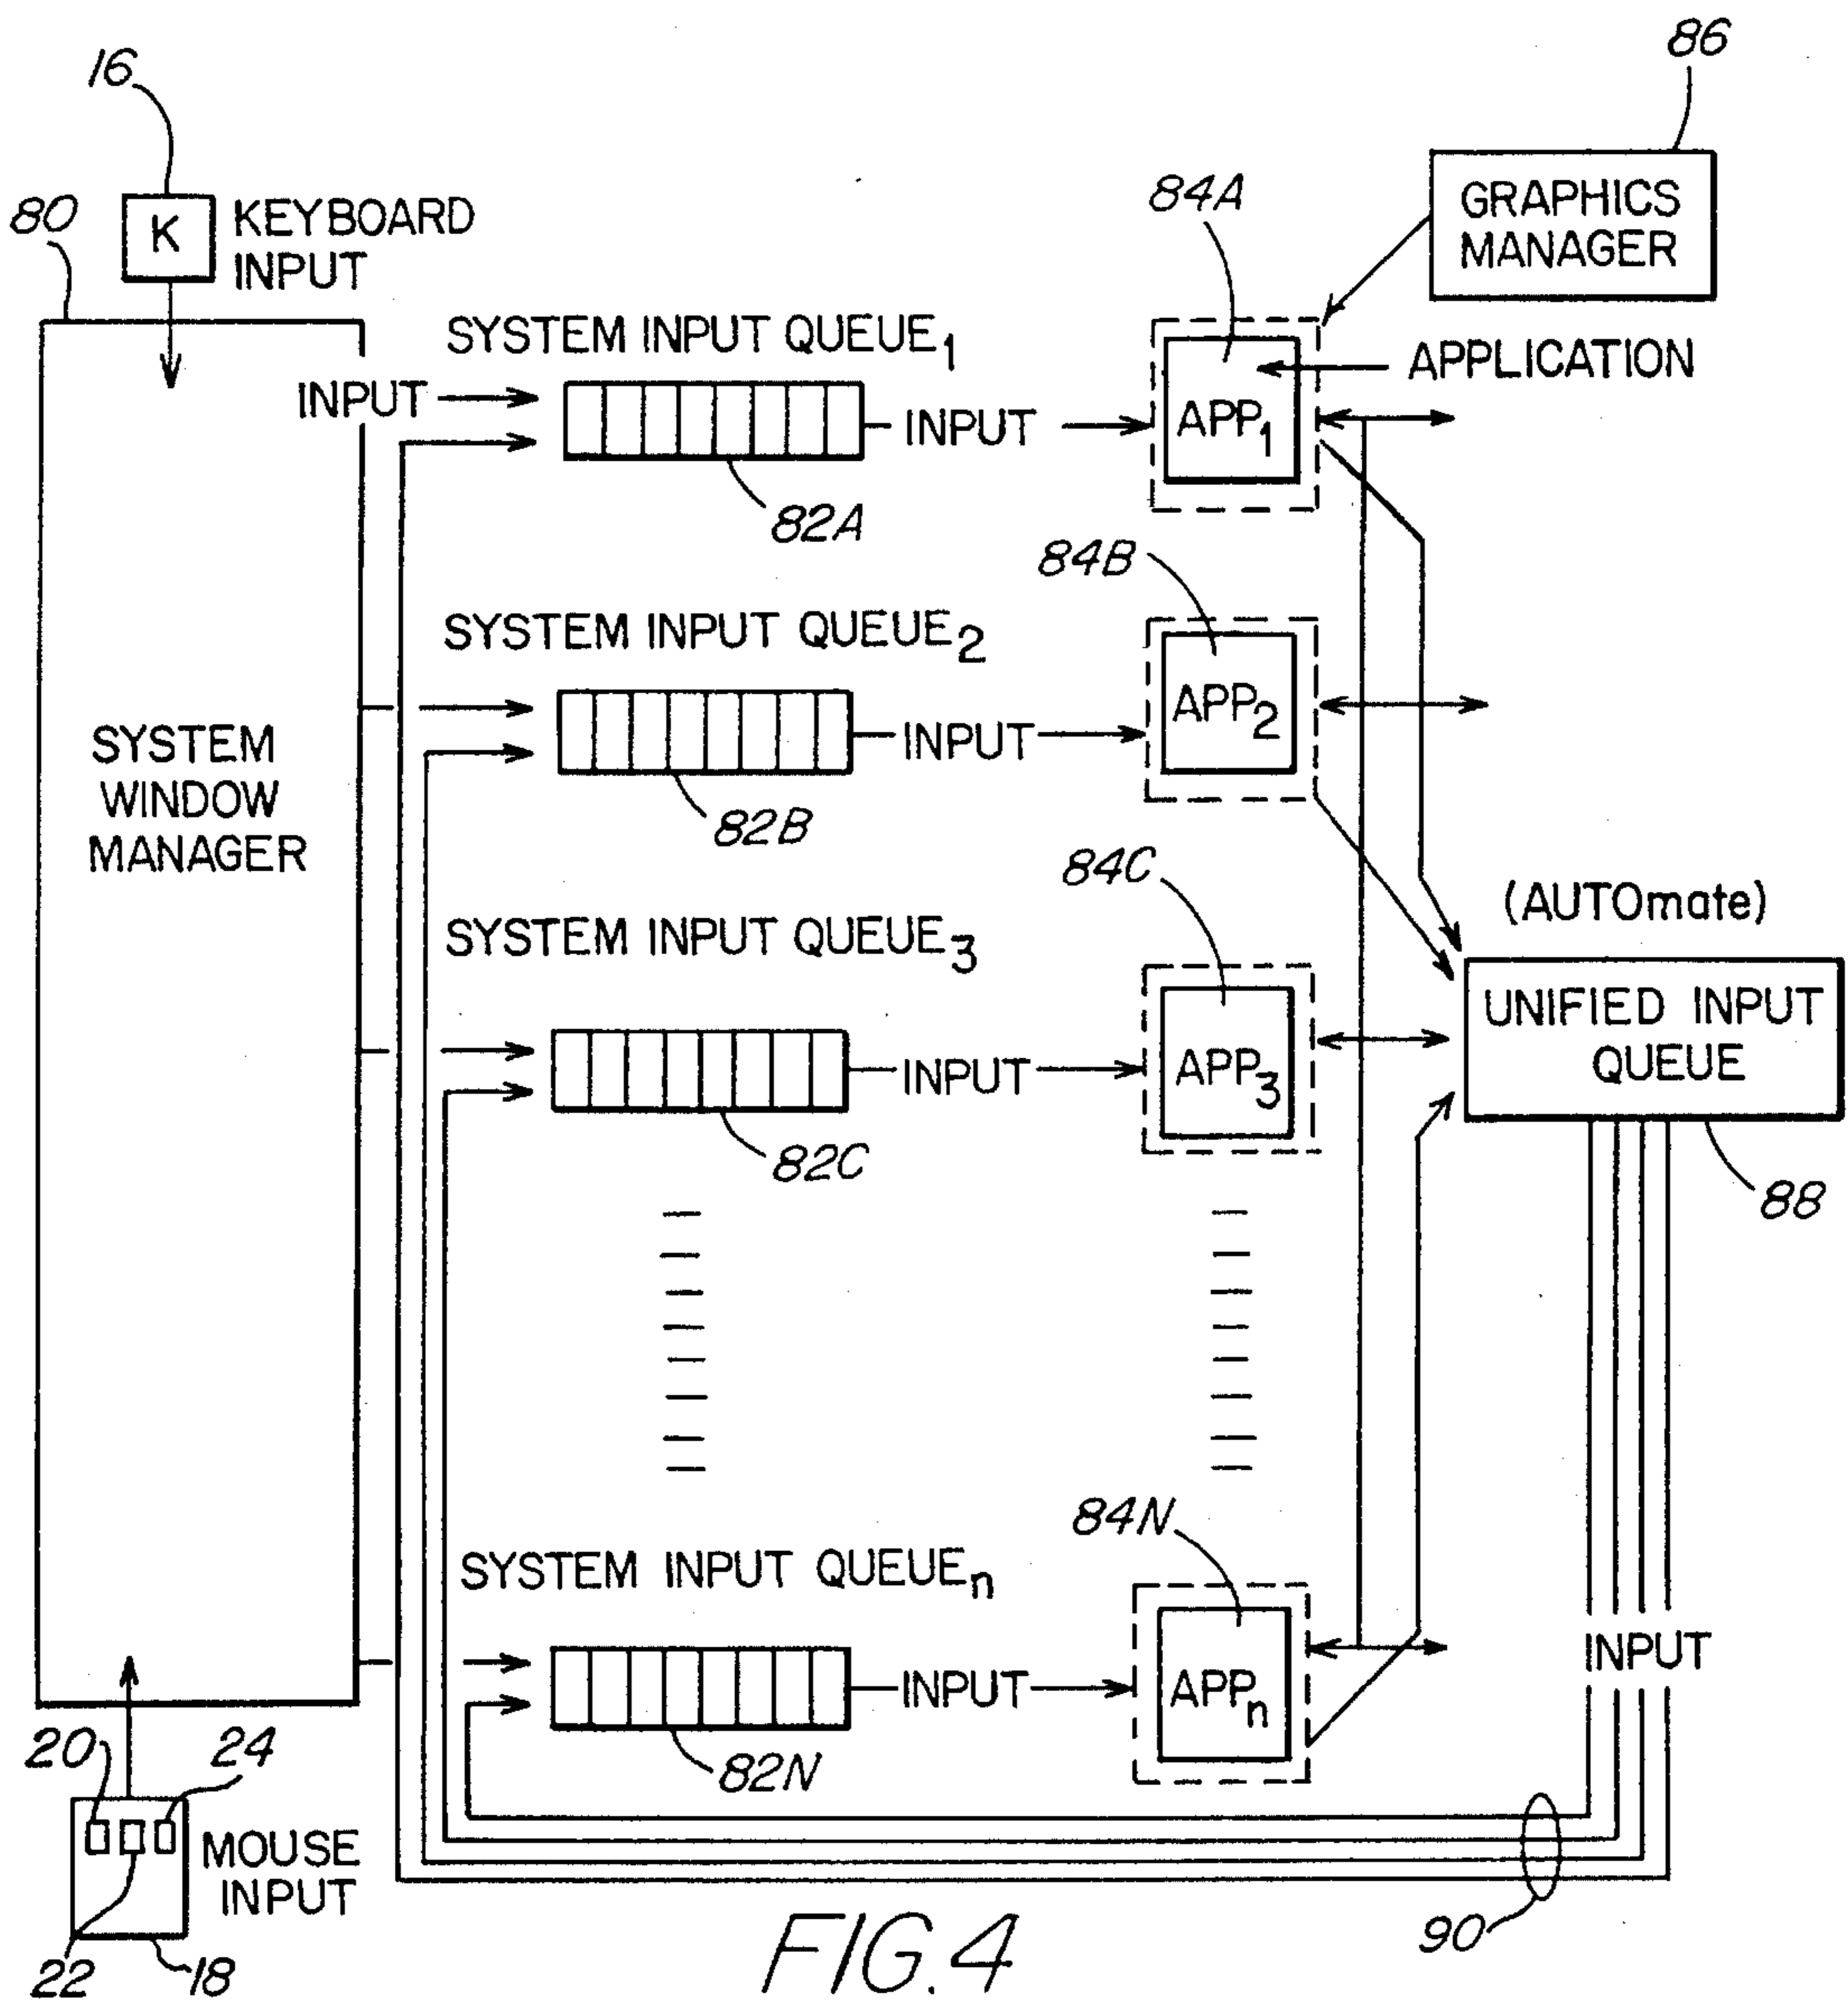 16
86
80
K
KEYBOARD
INPUT
84A
GRAPHICS
MANAGER
SYSTEM INPUT QUEUE1
APPLICATION
INPUT
INPUT
APP1
82A
84B
SYSTEM INPUT QUEUE2
APP2
INPUT
SYSTEM
WINDOW
MANAGER
82B
84C
(AUTOmate)
SYSTEM INPUT QUEUE3
UNIFIED INPUT
QUEUE
INPUT
APP3
82C
88
84N
SYSTEM INPUT QUEUEn
INPUT
INPUT
APPn
20
24
82N
MOUSE
INPUT
90
22
18
FIG.4